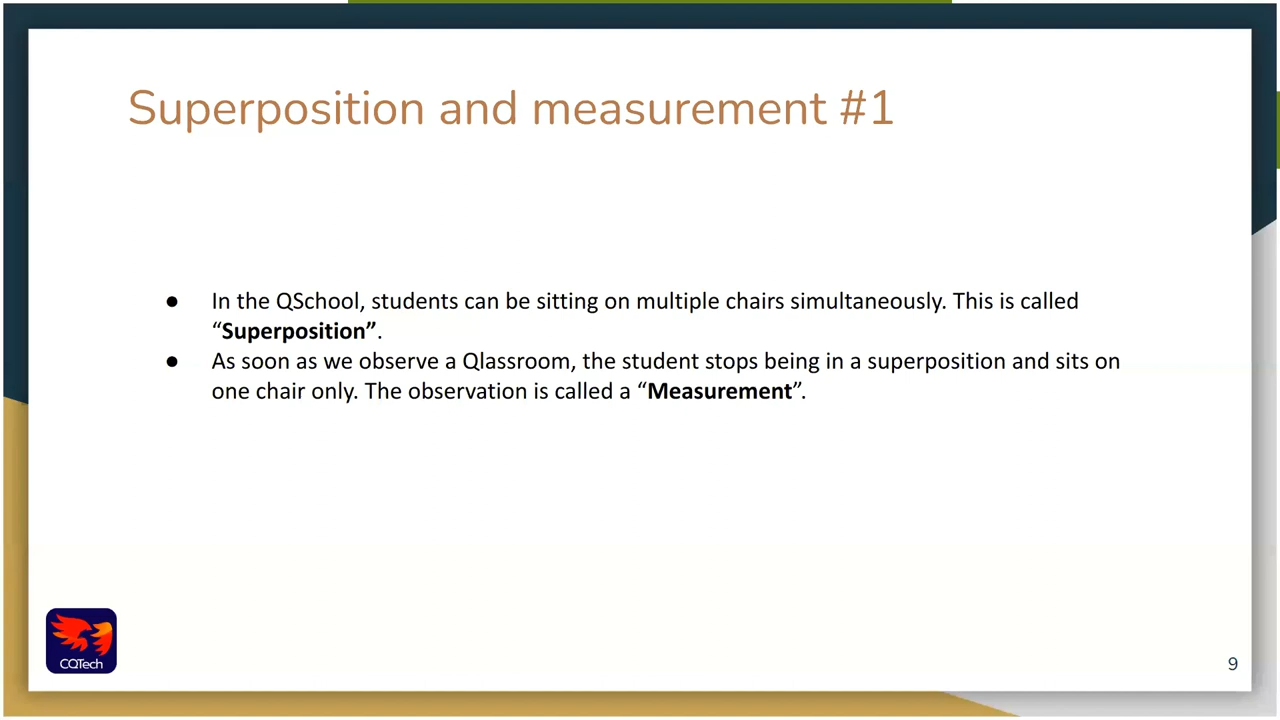 Superposition and measurement #1
● In the QSchool, students can be sitting on multiple chairs simultaneously. This is called
“Superposition”.
● As soon as we observe a Qlassroom, the student stops being in a superposition and sits on
one chair only. The observation is called a “Measurement”.
CQTech
9